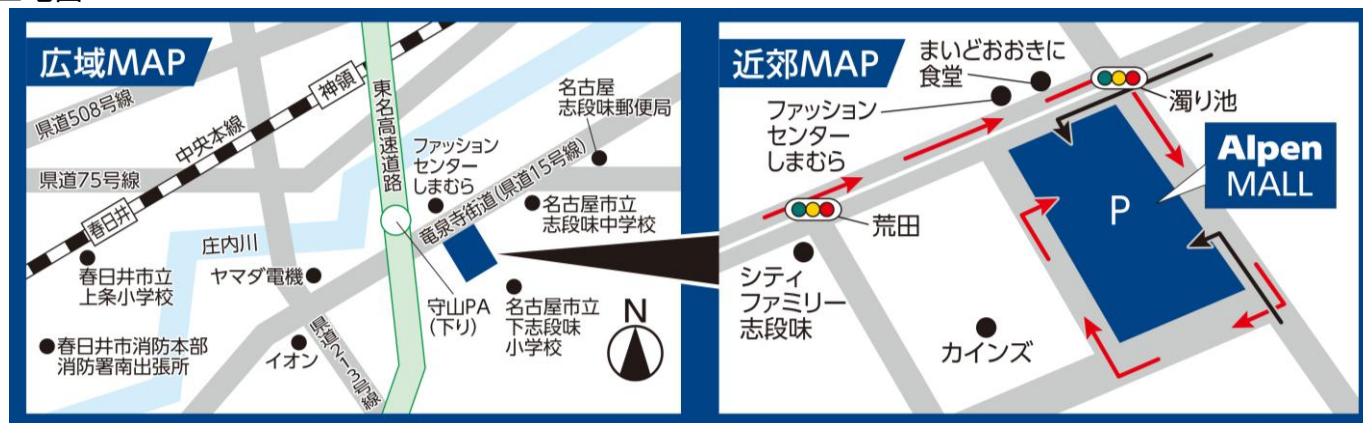 広域MAP
県道508号線
中央本線
神領
県道75号線
春日井
庄内川
春日井市立
上条小学校
ヤマダ電機
春日井市消防本部
消防署南出張所
イオン
県道213号線
東名高速道路
ファッション
センター
しまむら
竜泉寺街道(県道15号線)
名古屋
志段味郵便局
名古屋市立
志段味中学校
守山PA
(下り)
名古屋市立
下志段味
小学校
N
近郊MAP
まいどおおきに
食堂
ファッション
センター
しまむら
濁り池
荒田
シティ
ファミリー
志段味
カインズ
P
Alpen
MALL